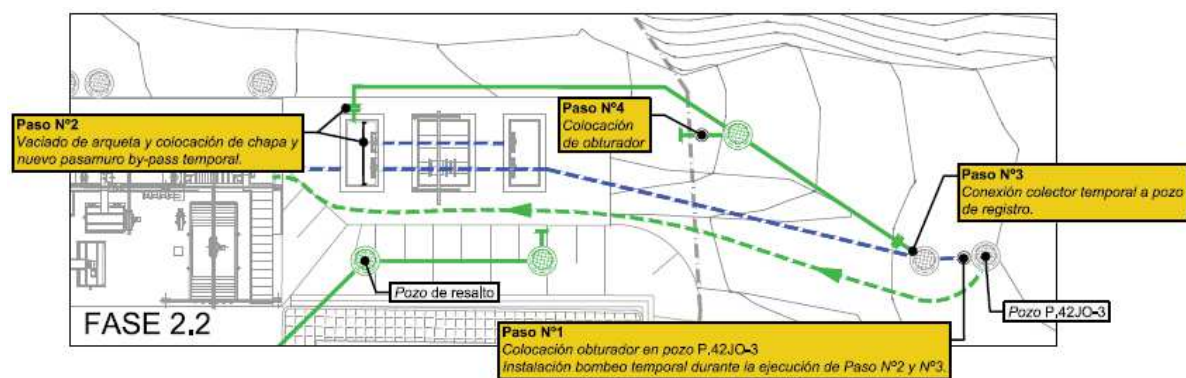 Paso Nº2
Vaciado de arqueta y colocación de chapa y
nuevo pasamuro by-pass temporal.
Paso Nº4
Colocación
de obturador
Paso Nº3
Conexión colector temporal a pozo
de registro.
Pozo de resalto
Pozo P.42JO-3
FASE 2.2
Paso Nº1
Colocación obturador en pozo P.42JO-3
Instalación bombeo temporal durante la ejecución de Paso Nº2 y Nº3.